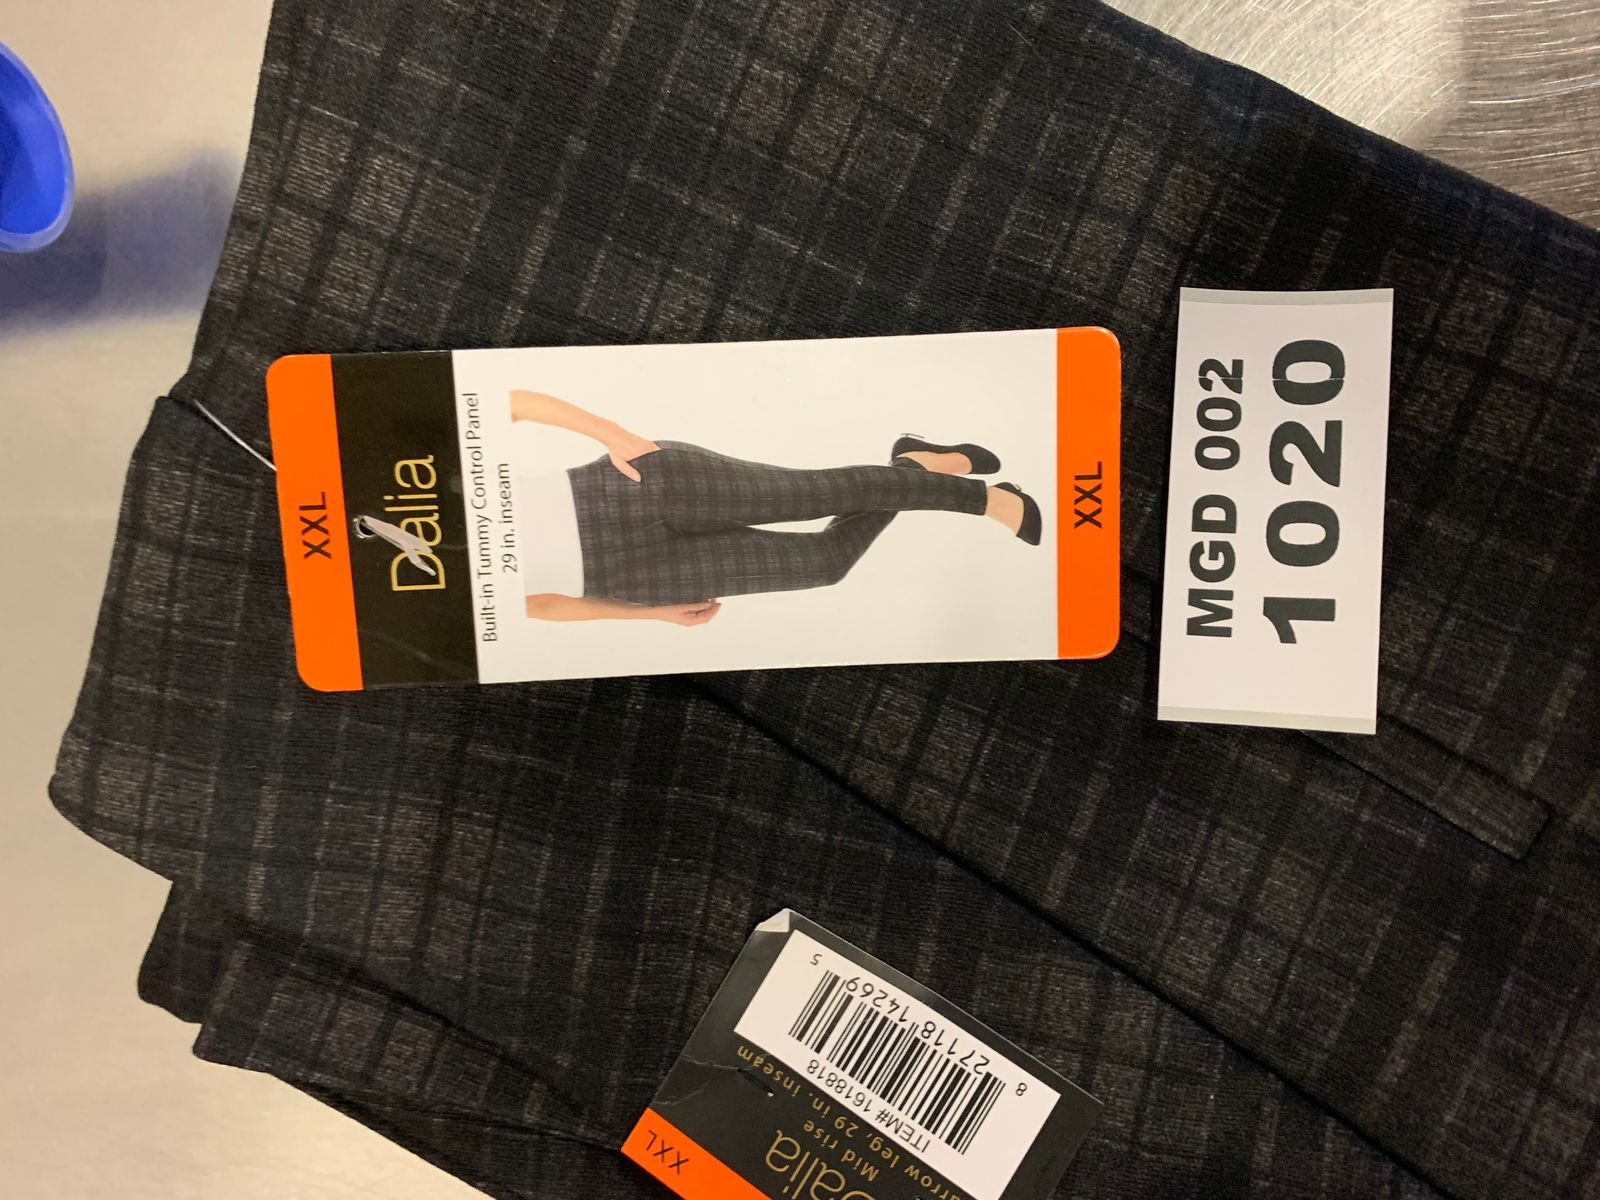 XXL
Dalia
Built-in Tummy Control Panel
29 in. inseam
XXL
MGD 002
1020
XXL
Dalia
Mid rise
arrow leg, 29 in. inseam
ITEM# 1618818
8 27118 14269 5